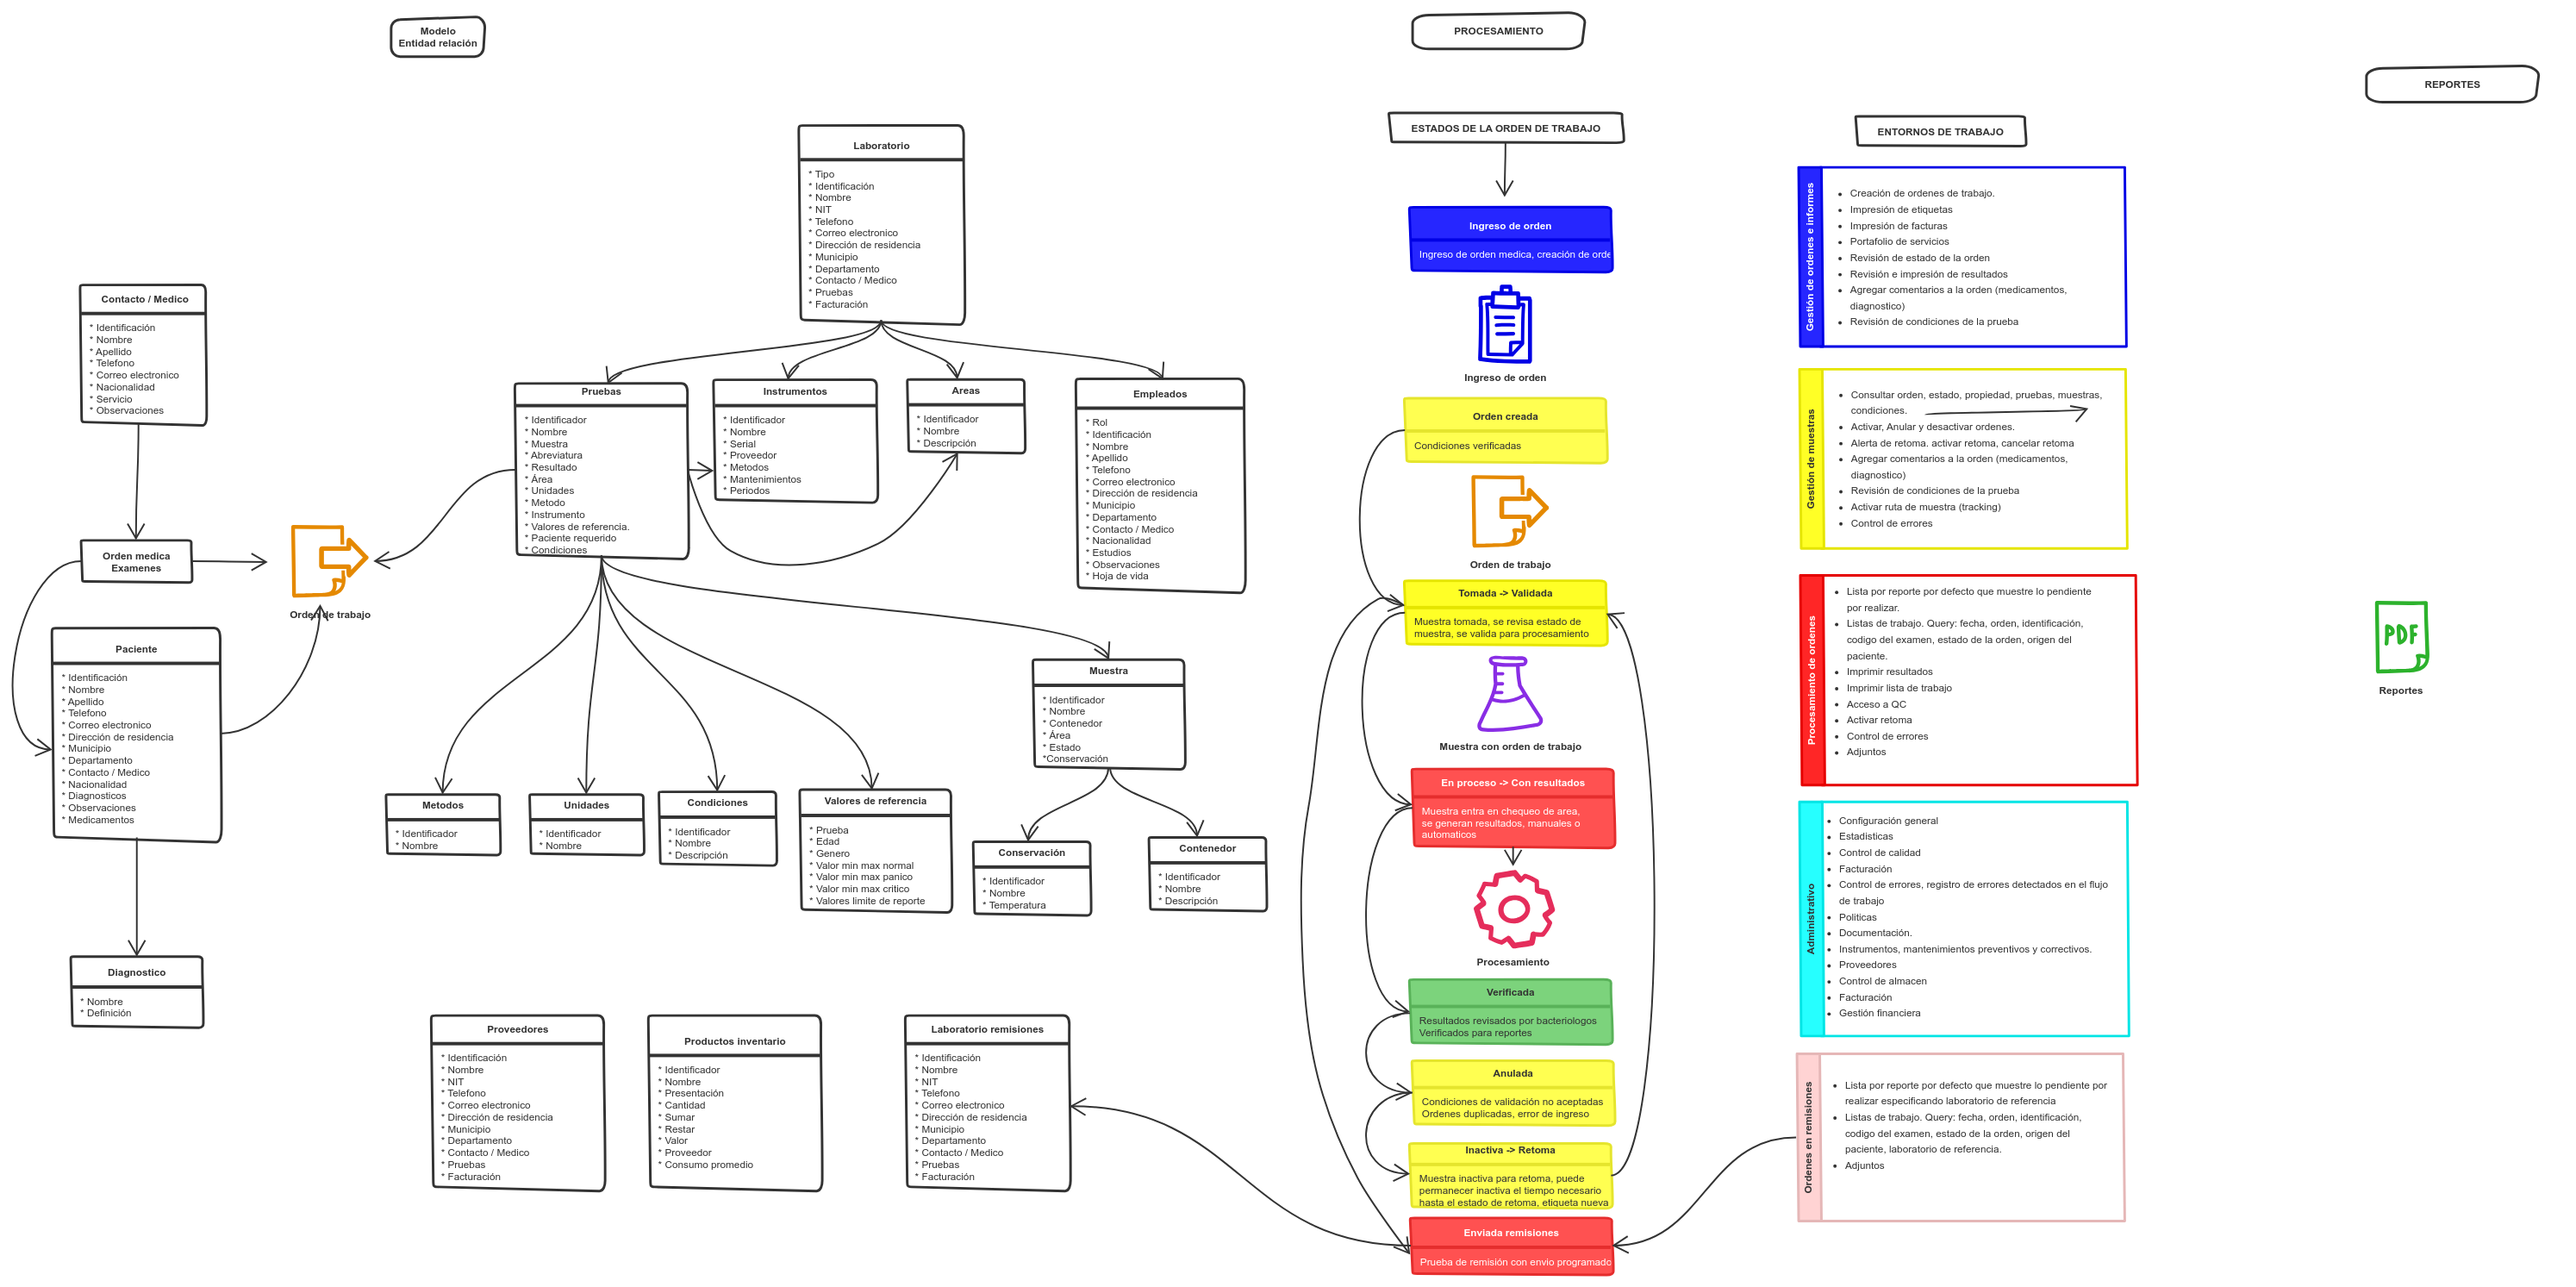 Modelo
Entidad relación
PROCESAMIENTO
REPORTES
Laboratorio
* Tipo
* Identificación
* Nombre
* NIT
* Telefono
* Correo electronico
* Dirección de residencia
* Municipio
* Departamento
* Contacto / Medico
* Pruebas
* Facturación
Contacto / Medico
* Identificación
* Nombre
* Apellido
* Telefono
* Correo electronico
* Nacionalidad
* Servicio
* Observaciones
Pruebas
* Identificador
* Nombre
* Muestra
* Abreviatura
* Resultado
* Área
* Unidades
* Metodo
* Instrumento
* Valores de referencia.
* Paciente requerido
* Condiciones
Instrumentos
* Identificador
* Nombre
* Serial
* Proveedor
* Metodos
* Mantenimientos
* Periodos
Areas
* Identificador
* Nombre
* Descripción
Empleados
* Rol
* Identificación
* Nombre
* Apellido
* Telefono
* Correo electronico
* Dirección de residencia
* Municipio
* Departamento
* Contacto / Medico
* Nacionalidad
* Estudios
* Observaciones
* Hoja de vida
Orden medica
Examenes
Orden de trabajo
Paciente
* Identificación
* Nombre
* Apellido
* Telefono
* Correo electronico
* Dirección de residencia
* Municipio
* Departamento
* Contacto / Medico
* Nacionalidad
* Diagnosticos
* Observaciones
* Medicamentos
Muestra
* Identificador
* Nombre
* Contenedor
* Área
* Estado
*Conservación
Metodos
* Identificador
* Nombre
Unidades
* Identificador
* Nombre
Condiciones
* Identificador
* Nombre
* Descripción
Valores de referencia
* Prueba
* Edad
* Genero
* Valor min max normal
* Valor min max panico
* Valor min max critico
* Valores limite de reporte
Conservación
* Identificador
* Nombre
* Temperatura
Contenedor
* Identificador
* Nombre
* Descripción
Diagnostico
* Nombre
* Definición
Proveedores
* Identificación
* Nombre
* NIT
* Telefono
* Correo electronico
* Dirección de residencia
* Municipio
* Departamento
* Contacto / Medico
* Pruebas
* Facturación
Productos inventario
* Identificador
* Nombre
* Presentación
* Cantidad
* Sumar
* Restar
* Valor
* Proveedor
* Consumo promedio
Laboratorio remisiones
* Identificación
* Nombre
* NIT
* Telefono
* Correo electronico
* Dirección de residencia
* Municipio
* Departamento
* Contacto / Medico
* Pruebas
* Facturación
ESTADOS DE LA ORDEN DE TRABAJO
Ingreso de orden
Ingreso de orden medica, creación de orde
Ingreso de orden
Orden creada
Condiciones verificadas
Orden de trabajo
Tomada -> Validada
Muestra tomada, se revisa estado de
muestra, se valida para procesamiento
Muestra con orden de trabajo
En proceso -> Con resultados
Muestra entra en chequeo de area,
se generan resultados, manuales o
automaticos
Procesamiento
Verificada
Resultados revisados por bacteriologos
Verificados para reportes
Anulada
Condiciones de validación no aceptadas
Ordenes duplicadas, error de ingreso
Inactiva -> Retoma
Muestra inactiva para retoma, puede
permanecer inactiva el tiempo necesario
hasta el estado de retoma, etiqueta nueva
Enviada remisiones
Prueba de remisión con envio programado
ENTORNOS DE TRABAJO
Gestión de ordenes e informes
• Creación de ordenes de trabajo.
• Impresión de etiquetas
• Impresión de facturas
• Portafolio de servicios
• Revisión de estado de la orden
• Revisión e impresión de resultados
• Agregar comentarios a la orden (medicamentos,
diagnostico)
• Revisión de condiciones de la prueba
Gestión de muestras
• Consultar orden, estado, propiedad, pruebas, muestras,
condiciones.
• Activar, Anular y desactivar ordenes.
• Alerta de retoma. activar retoma, cancelar retoma
• Agregar comentarios a la orden (medicamentos,
diagnostico)
• Revisión de condiciones de la prueba
• Activar ruta de muestra (tracking)
• Control de errores
Procesamiento de ordenes
• Lista por reporte por defecto que muestre lo pendiente
por realizar.
• Listas de trabajo. Query: fecha, orden, identificación,
codigo del examen, estado de la orden, origen del
paciente.
• Imprimir resultados
• Imprimir lista de trabajo
• Acceso a QC
• Activar retoma
• Control de errores
• Adjuntos
Administrativo
• Configuración general
• Estadisticas
• Control de calidad
• Facturación
• Control de errores, registro de errores detectados en el flujo
de trabajo
• Politicas
• Documentación.
• Instrumentos, mantenimientos preventivos y correctivos.
• Proveedores
• Control de almacen
• Facturación
• Gestión financiera
Ordenes en remisiones
• Lista por reporte por defecto que muestre lo pendiente por
realizar especificando laboratorio de referencia
• Listas de trabajo. Query: fecha, orden, identificación,
codigo del examen, estado de la orden, origen del
paciente, laboratorio de referencia.
• Adjuntos
PDF
Reportes